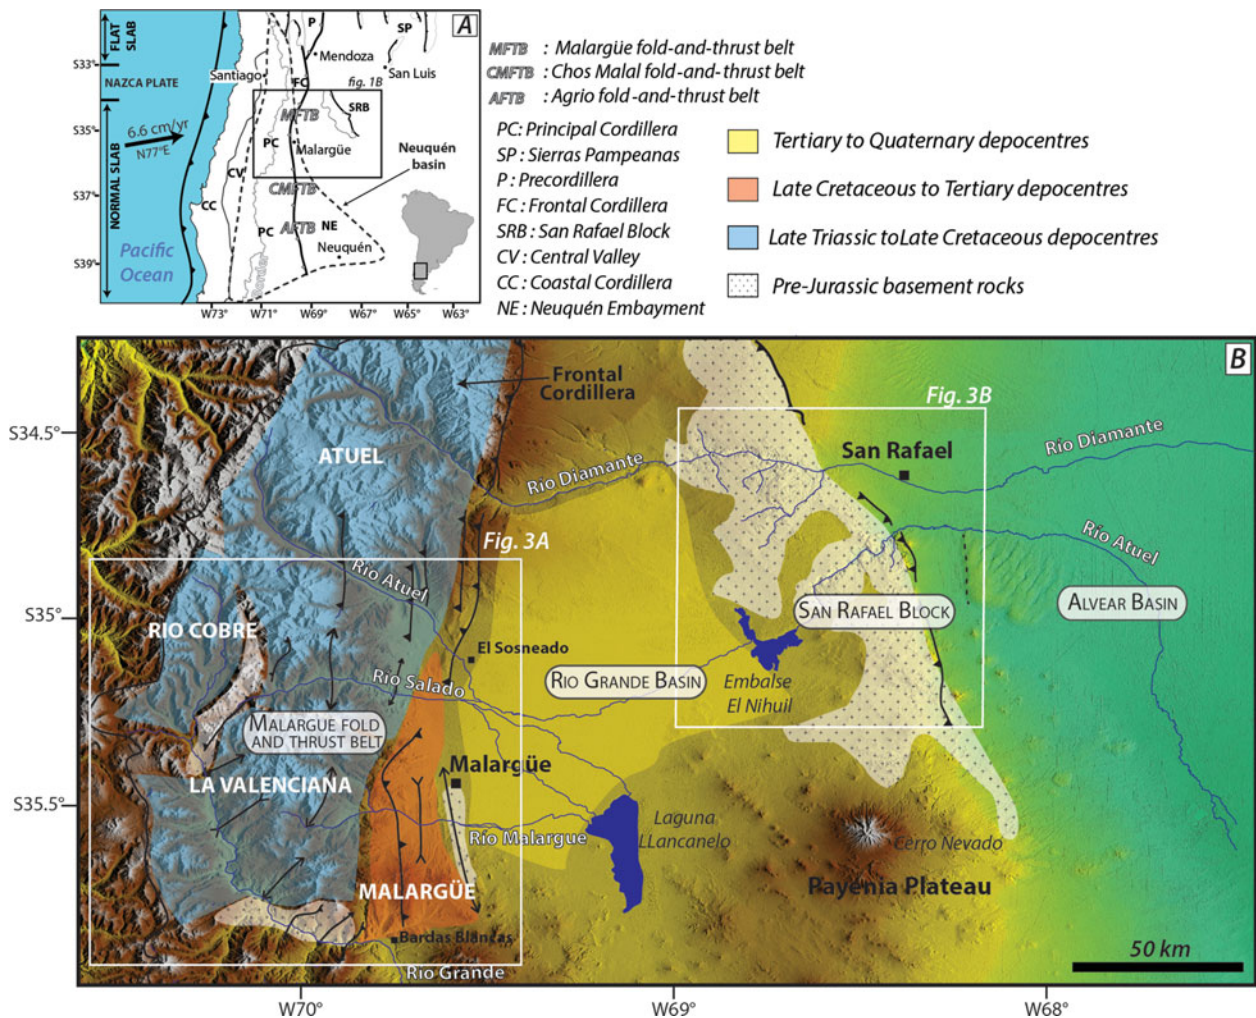 A
FLAT
SLAB
S33°
NAZCA PLATE
NORMAL SLAB
S35°
S37°
S39°
6.6 cm/yr
N77°E
Pacific
Ocean
P
SP
Mendoza
San Luis
Santiago
FC
fig. 1B
SRB
MFTB
PC
Malargüe
Neuquén
basin
CV
CMFTB
CC
PC
AFTB
NE
Neuquén
Border
W73°
W71°
W69°
W67°
W65°
W63°
MFTB : Malargüe fold-and-thrust belt
CMFTB : Chos Malal fold-and-thrust belt
AFTB : Agrio fold-and-thrust belt
PC: Principal Cordillera
SP : Sierras Pampeanas
P : Precordillera
FC : Frontal Cordillera
SRB : San Rafael Block
CV : Central Valley
CC : Coastal Cordillera
NE : Neuquén Embayment
Tertiary to Quaternary depocentres
Late Cretaceous to Tertiary depocentres
Late Triassic toLate Cretaceous depocentres
Pre-Jurassic basement rocks
B
Frontal
Cordillera
Fig. 3B
S34.5°
ATUEL
San Rafael
Río Diamante
Río Diamante
Fig. 3A
Río Atuel
Río Atuel
S35°
RIO COBRE
SAN RAFAEL BLOCK
ALVEAR BASIN
El Sosneado
Río Salado
RIO GRANDE BASIN
Embalse
El Nihuil
MALARGUE FOLD
AND THRUST BELT
LA VALENCIANA
Malargüe
S35.5°
Río Malargue
Laguna
LLancanelo
Cerro Nevado
Payenia Plateau
MALARGÜE
Bardas Blancas
Río Grande
50 km
W70°
W69°
W68°